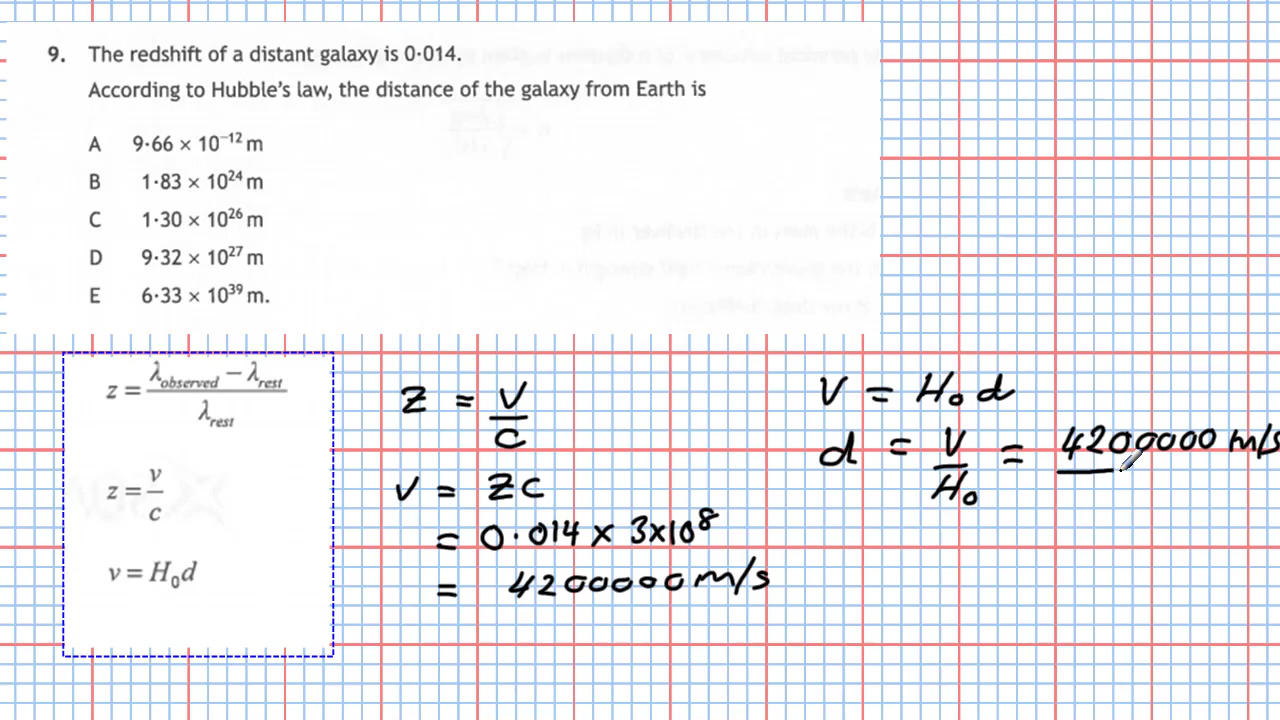 9. The redshift of a distant galaxy is 0·014.
According to Hubble's law, the distance of the galaxy from Earth is
A 9·66 × 10⁻¹² m
B 1·83 × 10²⁴ m
C 1·30 × 10²⁶ m
D 9·32 × 10²⁷ m
E 6·33 × 10³⁹ m.
z = (λobserved − λrest) / λrest
z = v / c
v = H₀d
Z = V / C
V = ZC
= 0.014 × 3×10⁸
= 4200000 m/s
V = H₀ d
d = V / H₀ = 4200000 m/s